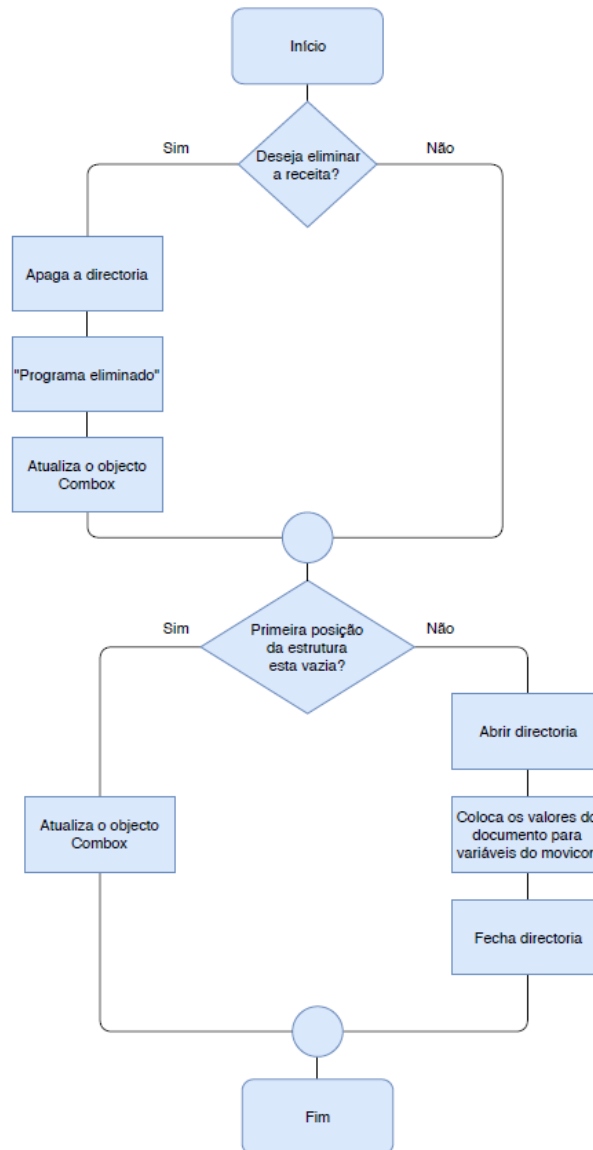 Início
Deseja eliminar
a receita?
Sim
Não
Apaga a directoria
"Programa eliminado"
Atualiza o objecto
Combox
Primeira posição
da estrutura
esta vazia?
Sim
Não
Atualiza o objecto
Combox
Abrir directoria
Coloca os valores do
documento para
variáveis do movicon
Fecha directoria
Fim